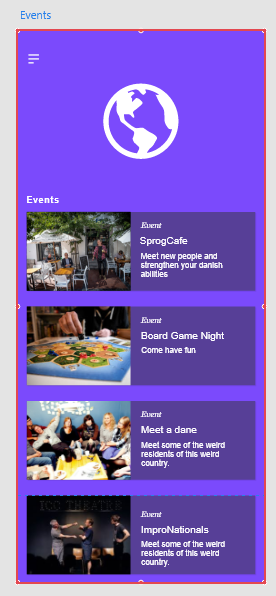 Events
Events
Event
SprogCafe
Meet new people and
strengthen your danish
abilities
Event
Board Game Night
Come have fun
Event
Meet a dane
Meet some of the weird
residents of this weird
country.
ICC THEATRE
Event
ImproNationals
Meet some of the weird
residents of this weird
country.